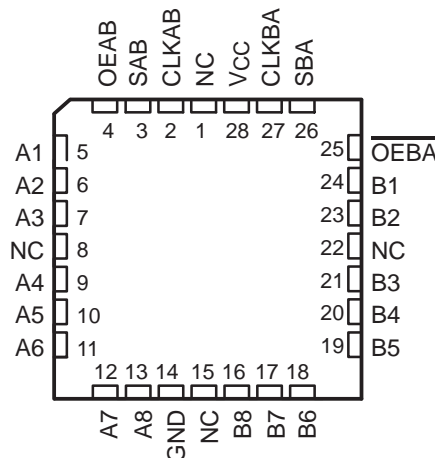 OEAB SAB CLKAB NC VCC CLKBA SBA
4 3 2 1 28 27 26
A1 5 25 OEBA
A2 6 24 B1
A3 7 23 B2
NC 8 22 NC
A4 9 21 B3
A5 10 20 B4
A6 11 19 B5
12 13 14 15 16 17 18
A7 A8 GND NC B8 B7 B6